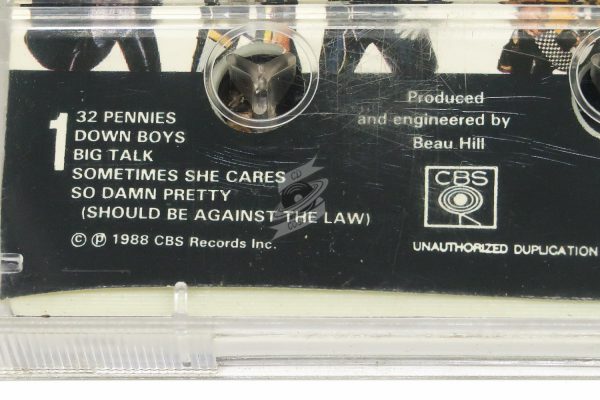 1
32 PENNIES
DOWN BOYS
BIG TALK
SOMETIMES SHE CARES
SO DAMN PRETTY
(SHOULD BE AGAINST THE LAW)
© ℗ 1988 CBS Records Inc.
Produced
and engineered by
Beau Hill
CBS
UNAUTHORIZED DUPLICATION